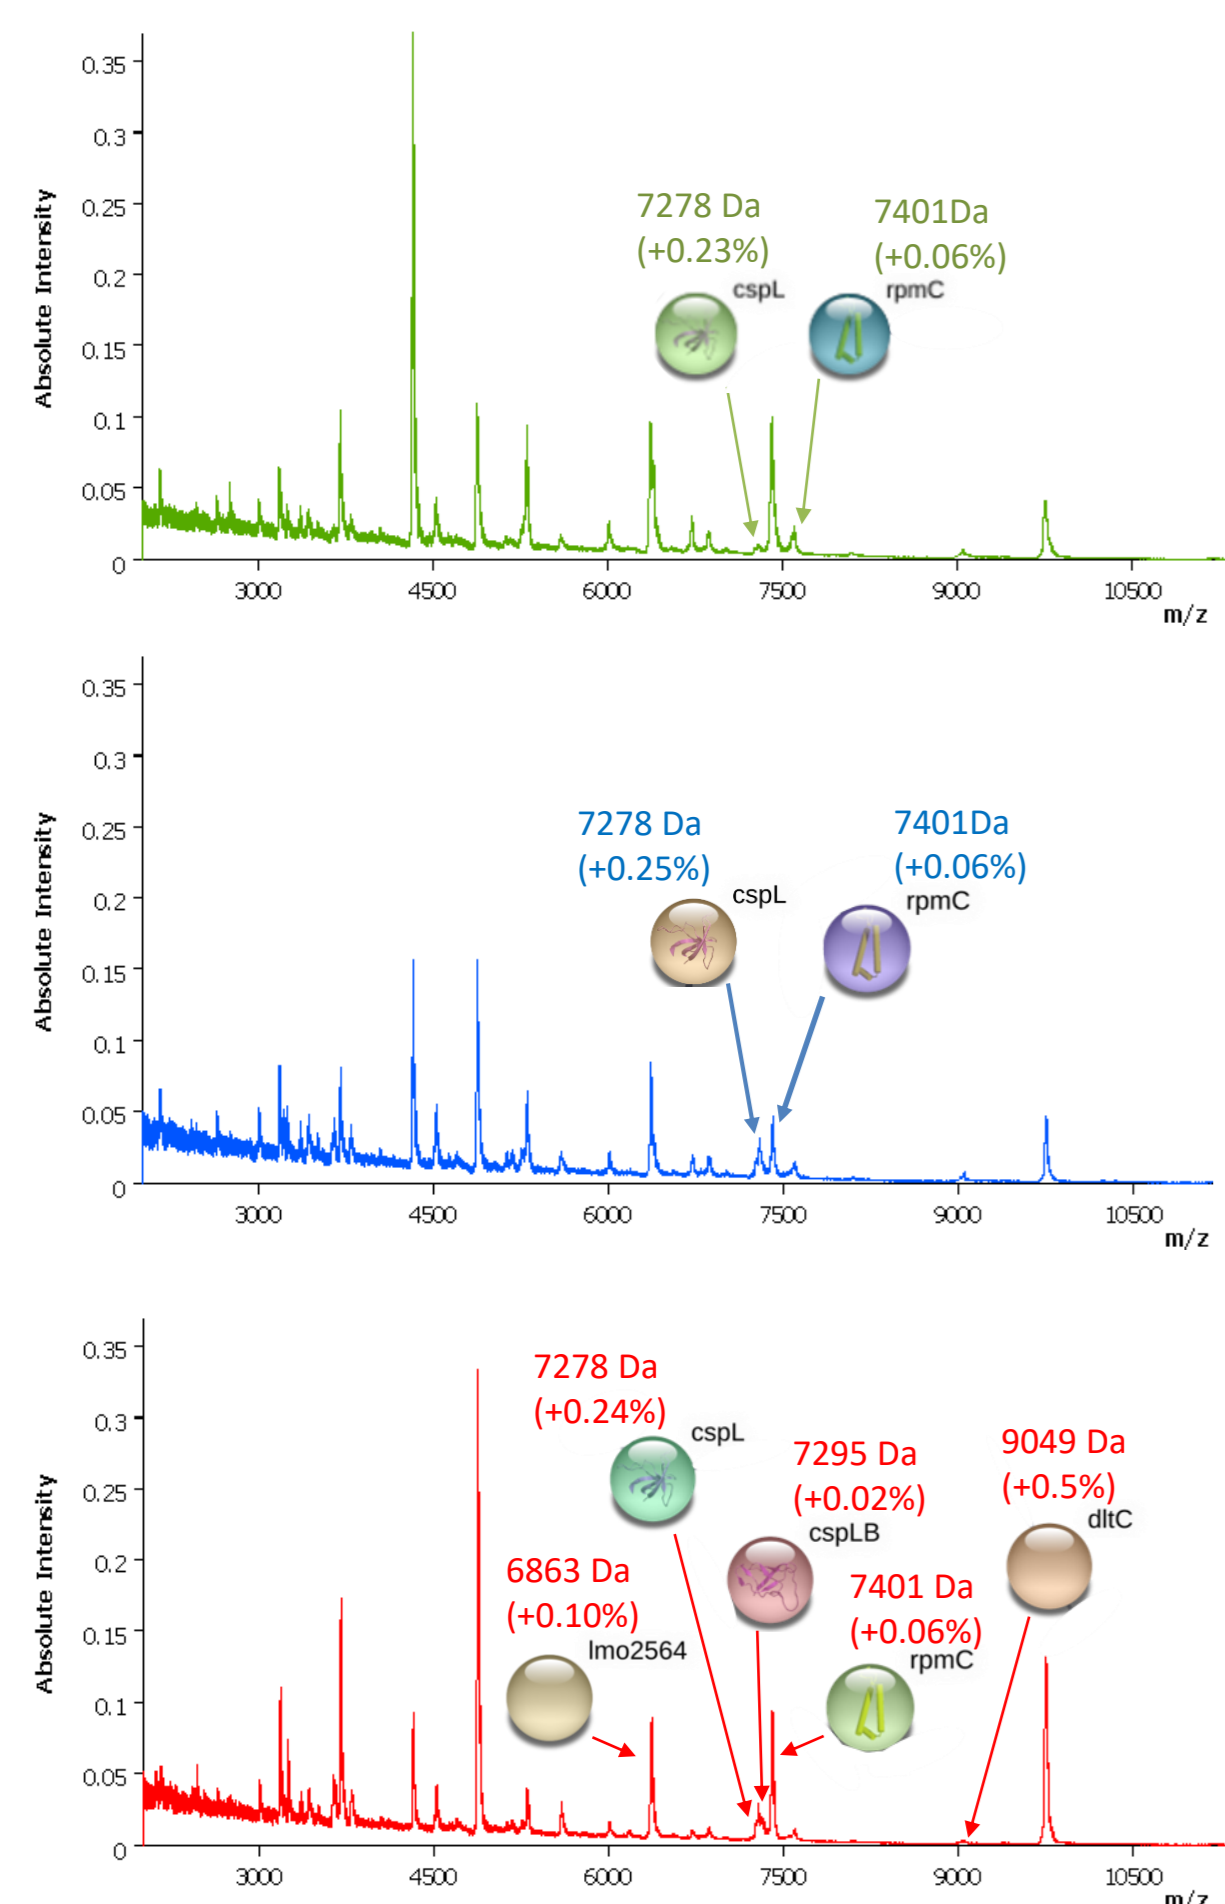 0.35
0.3
0.25
0.2
0.15
0.1
0.05
0
Absolute Intensity
7278 Da
(+0.23%)
cspL
7401Da
(+0.06%)
rpmC
3000 4500 6000 7500 9000 10500
m/z
0.35
0.3
0.25
0.2
0.15
0.1
0.05
0
Absolute Intensity
7278 Da
(+0.25%)
cspL
7401Da
(+0.06%)
rpmC
3000 4500 6000 7500 9000 10500
m/z
0.35
0.3
0.25
0.2
0.15
0.1
0.05
0
Absolute Intensity
7278 Da
(+0.24%)
cspL
7295 Da
(+0.02%)
cspLB
9049 Da
(+0.5%)
dltC
6863 Da
(+0.10%)
lmo2564
7401 Da
(+0.06%)
rpmC
3000 4500 6000 7500 9000 10500
m/z